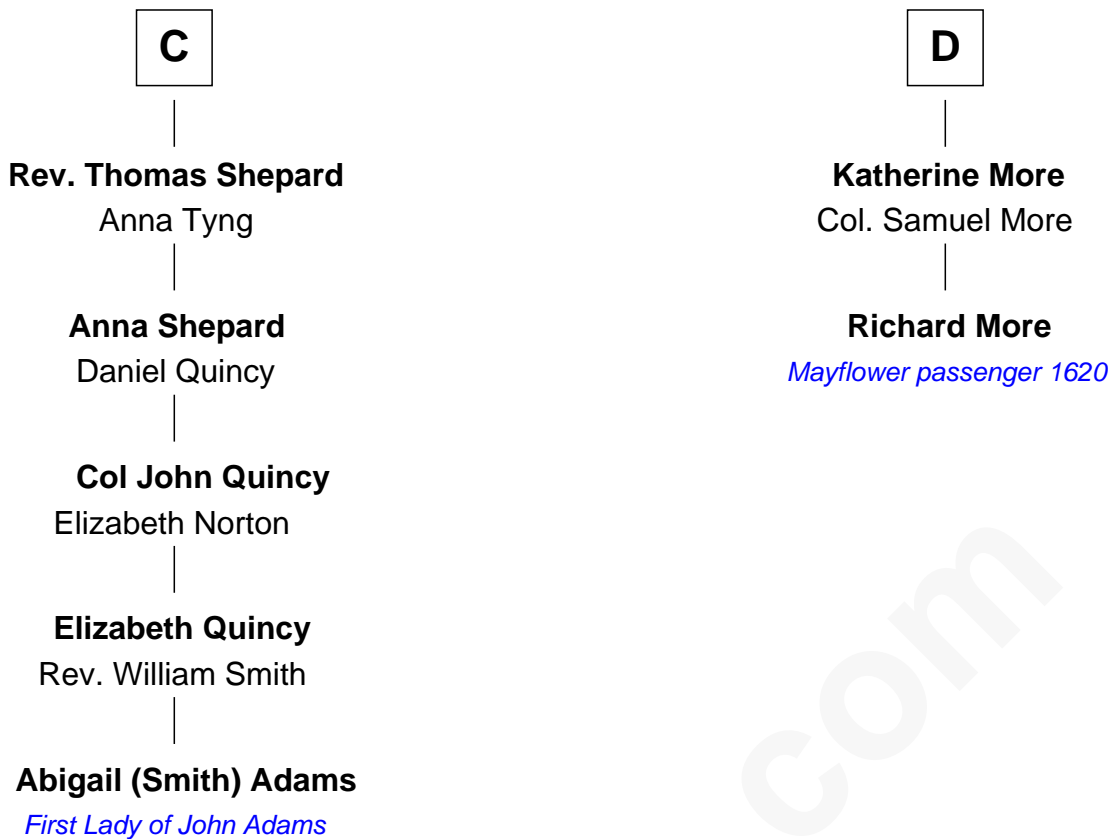 C
Rev. Thomas Shepard
Anna Tyng
Anna Shepard
Daniel Quincy
Col John Quincy
Elizabeth Norton
Elizabeth Quincy
Rev. William Smith
Abigail (Smith) Adams
First Lady of John Adams
D
Katherine More
Col. Samuel More
Richard More
Mayflower passenger 1620
com